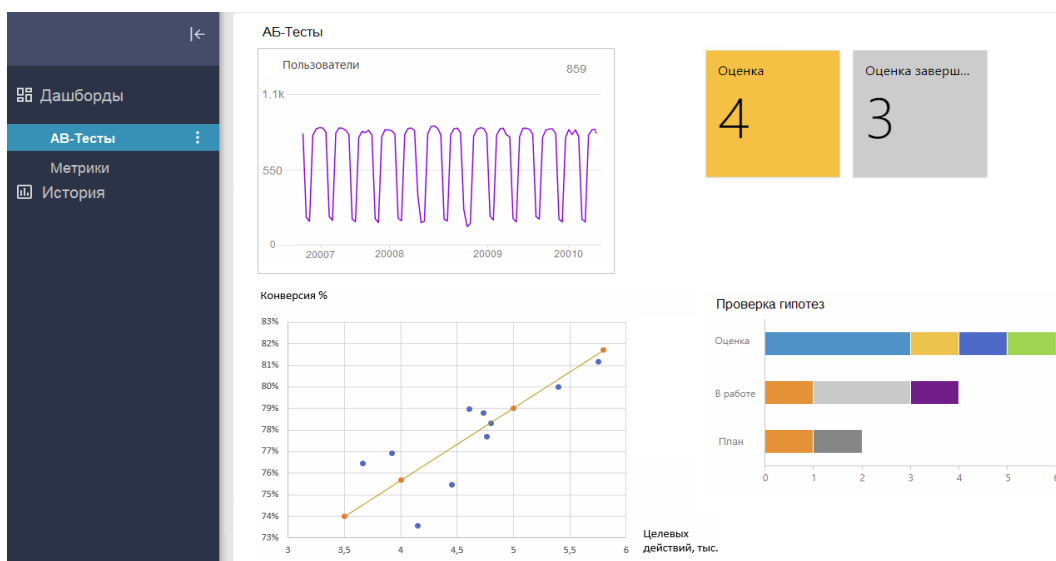 Дашборды
АВ-Тесты
Метрики
История
АБ-Тесты
Пользователи
859
1.1k
550
0
20007
20008
20009
20010
Оценка
4
Оценка заверш...
3
Конверсия %
83%
82%
81%
80%
79%
78%
77%
76%
75%
74%
73%
3 3,5 4 4,5 5 5,5 6
Целевых
действий, тыс.
Проверка гипотез
Оценка
В работе
План
0 1 2 3 4 5 6